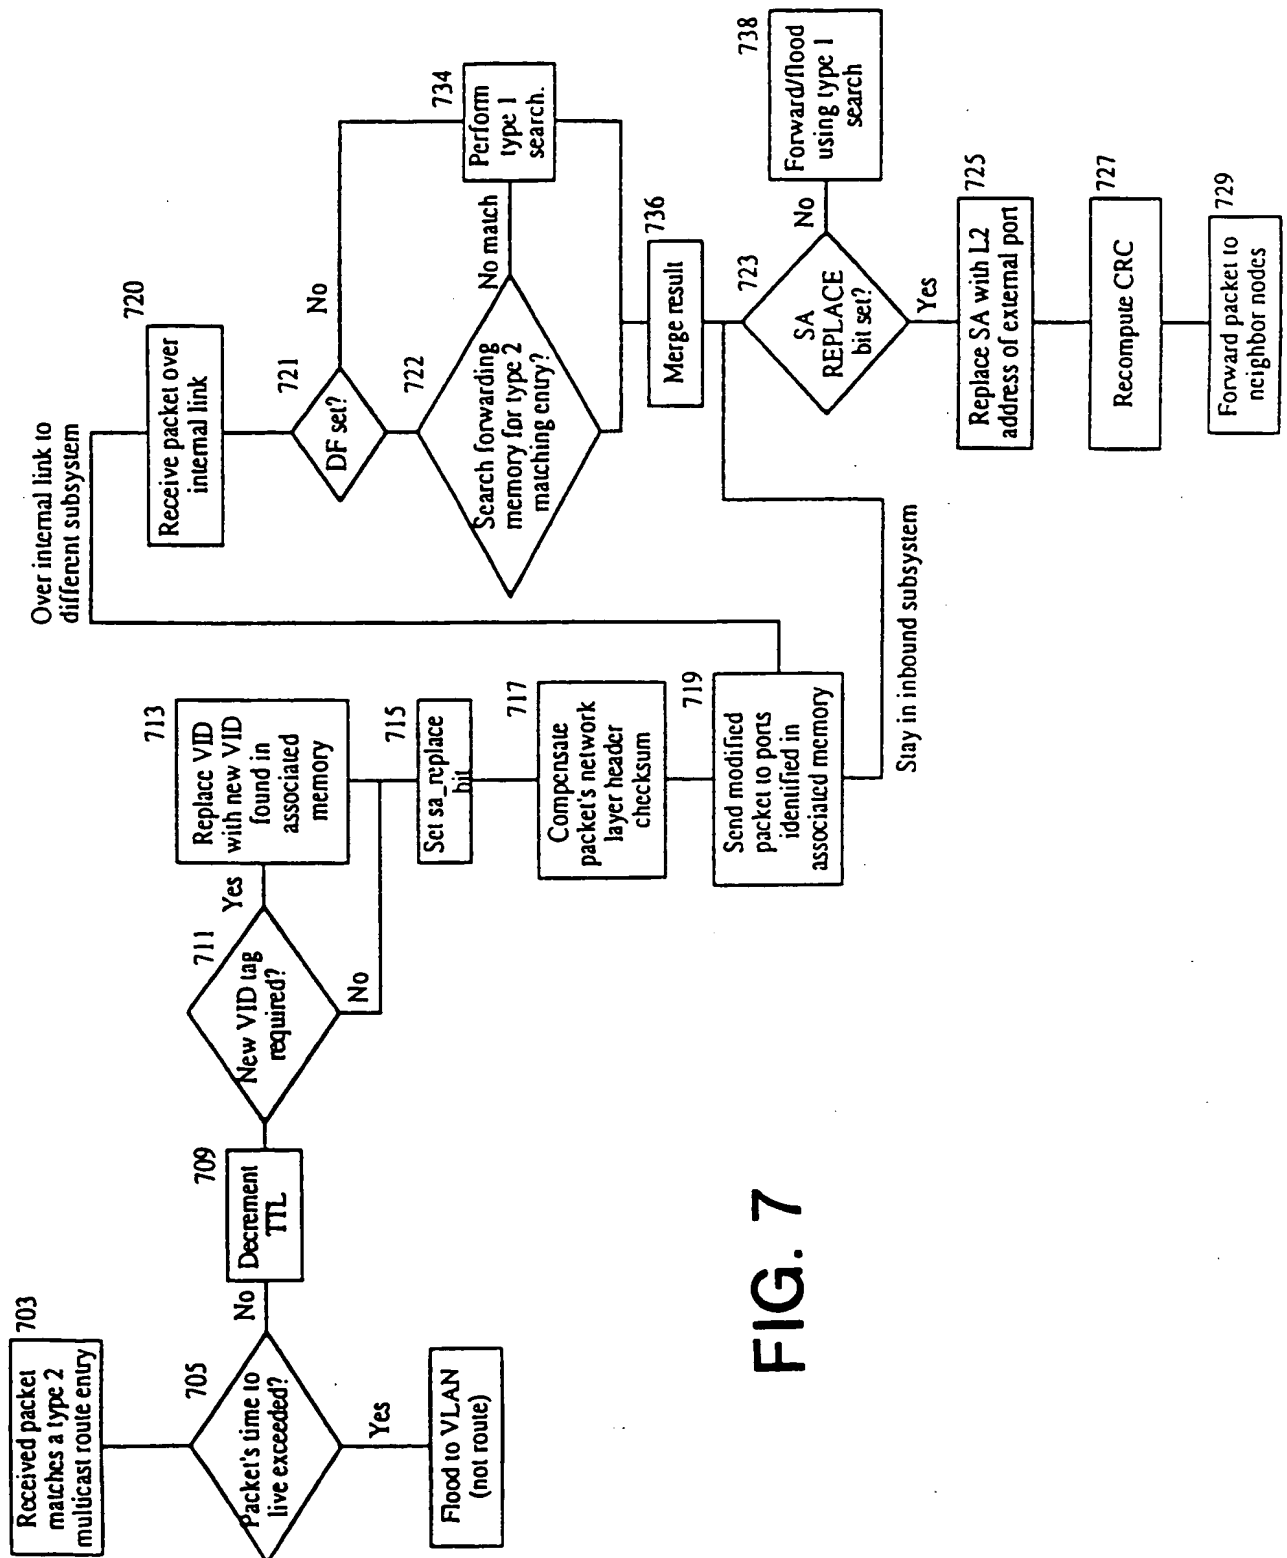 703
Received packet
matches a type 2
multicast route entry
705
Packet's time to
live exceeded?
Yes
Flood to VLAN
(not route)
No
709
Decrement
TTL
711
New VID tag
required?
Yes
No
713
Replace VID
with new VID
found in
associated
memory
715
Set sa_replace
bit
717
Compensate
packet's network
layer header
checksum
719
Send modified
packet to ports
identified in
associated memory
Over internal link to
different subsystem
Stay in inbound subsystem
720
Receive packet over
internal link
721
DF set?
No
722
Search forwarding
memory for type 2
matching entry?
No match
734
Perform
type 1
search.
736
Merge result
723
SA
REPLACE
bit set?
No
738
Forward/flood
using type 1
search
Yes
725
Replace SA with L2
address of external port
727
Recompute CRC
729
Forward packet to
neighbor nodes
FIG. 7